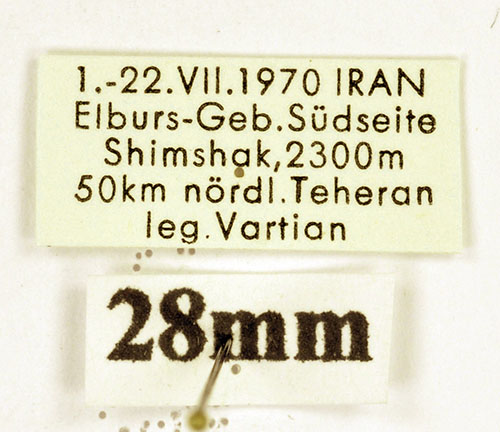 1.-22.VII.1970 IRAN
Elburs-Geb.Südseite
Shimshak,2300m
50km nördl.Teheran
leg.Vartian
28mm